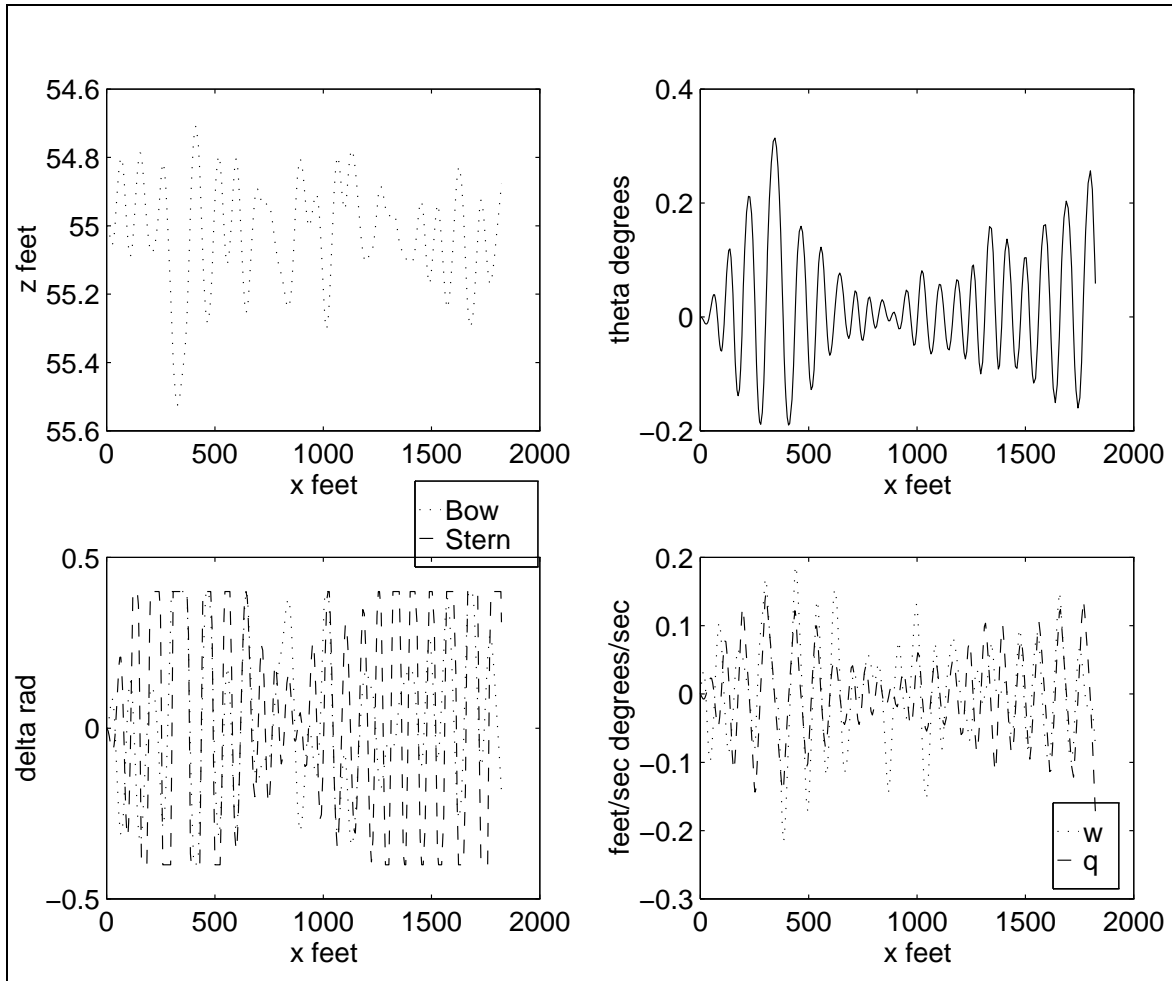 54.6
54.8
55
55.2
55.4
55.6
z feet
0 500 1000 1500 2000
x feet
0.4
0.2
0
−0.2
theta degrees
0 500 1000 1500 2000
x feet
Bow
Stern
0.5
0
−0.5
delta rad
0 500 1000 1500 2000
x feet
0.2
0.1
0
−0.1
−0.2
−0.3
feet/sec degrees/sec
w
q
0 500 1000 1500 2000
x feet